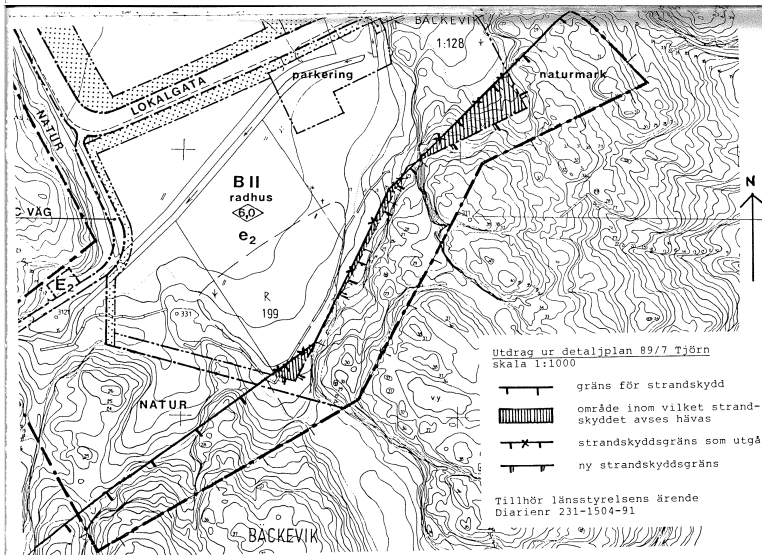 BÄCKEVIK
1:128
parkering
naturmark
LOKALGATA
NATUR
B II
radhus
6,0
e2
VÄG
E2
N
R
199
312
331
311
NATUR
vy
BÄCKEVIK
Utdrag ur detaljplan 89/7 Tjörn
skala 1:1000
gräns för strandskydd
område inom vilket strand-
skyddet avses hävas
strandskyddsgräns som utgå
ny strandskyddsgräns
Tillhör länsstyrelsens ärende
Diarienr 231-1504-91